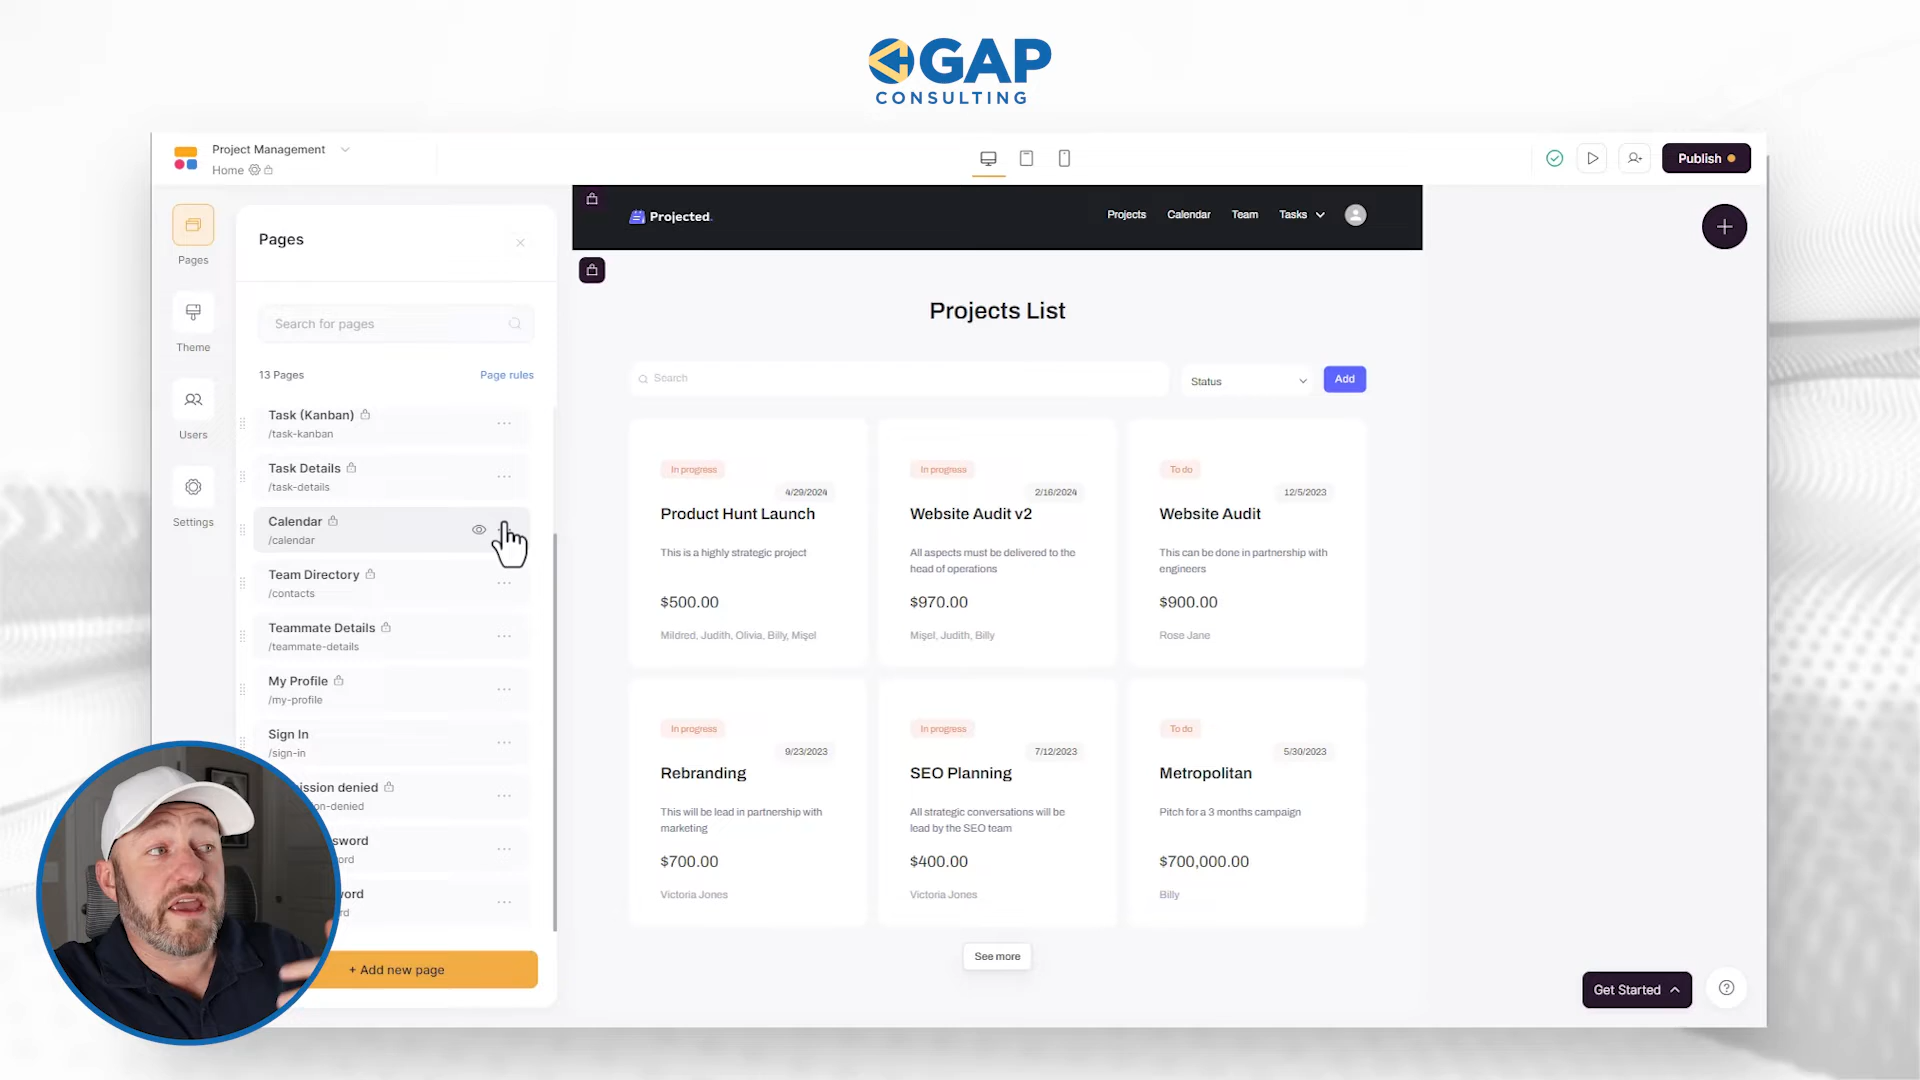 GAP
CONSULTING
Project Management
Home
Publish
Pages
Theme
Users
Settings
Pages
Search for pages
13 Pages
Page rules
Task (Kanban)
/task-kanban
Task Details
/task-details
Calendar
/calendar
Team Directory
/contacts
Teammate Details
/teammate-details
My Profile
/my-profile
Sign In
/sign-in
denied
+ Add new page
Projected.
Projects
Calendar
Team
Tasks
Projects List
Search
Status
Add
In progress
4/29/2024
Product Hunt Launch
This is a highly strategic project
$500.00
Mildred, Judith, Olivia, Billy, Mişel
In progress
2/16/2024
Website Audit v2
All aspects must be delivered to the
head of operations
$970.00
Mişel, Judith, Billy
To do
12/5/2023
Website Audit
This can be done in partnership with
engineers
$900.00
Rose Jane
In progress
9/23/2023
Rebranding
This will be lead in partnership with
marketing
$700.00
Victoria Jones
In progress
7/12/2023
SEO Planning
All strategic conversations will be
lead by the SEO team
$400.00
Victoria Jones
To do
5/30/2023
Metropolitan
Pitch for a 3 months campaign
$700,000.00
Billy
See more
Get Started